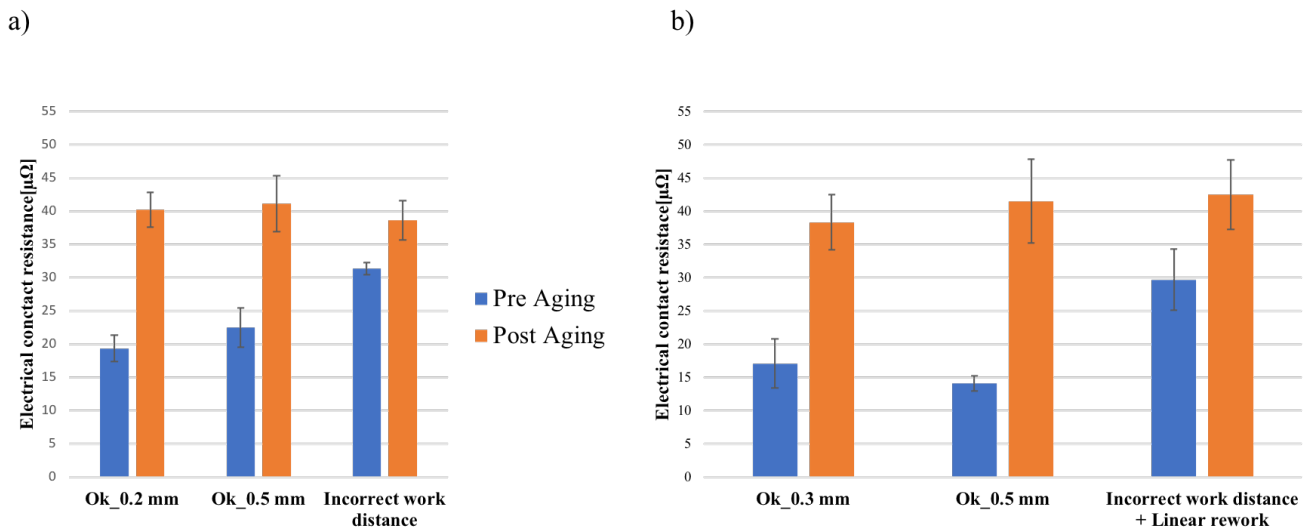 a)
b)
Electrical conctact resistance[μΩ]
55
50
45
40
35
30
25
20
15
10
5
0
Ok_0.2 mm
Ok_0.5 mm
Incorrect work
distance
Pre Aging
Post Aging
Electrical contact resistace[μΩ]
55
50
45
40
35
30
25
20
15
10
5
0
Ok_0.3 mm
Ok_0.5 mm
Incorrect work distance
+ Linear rework